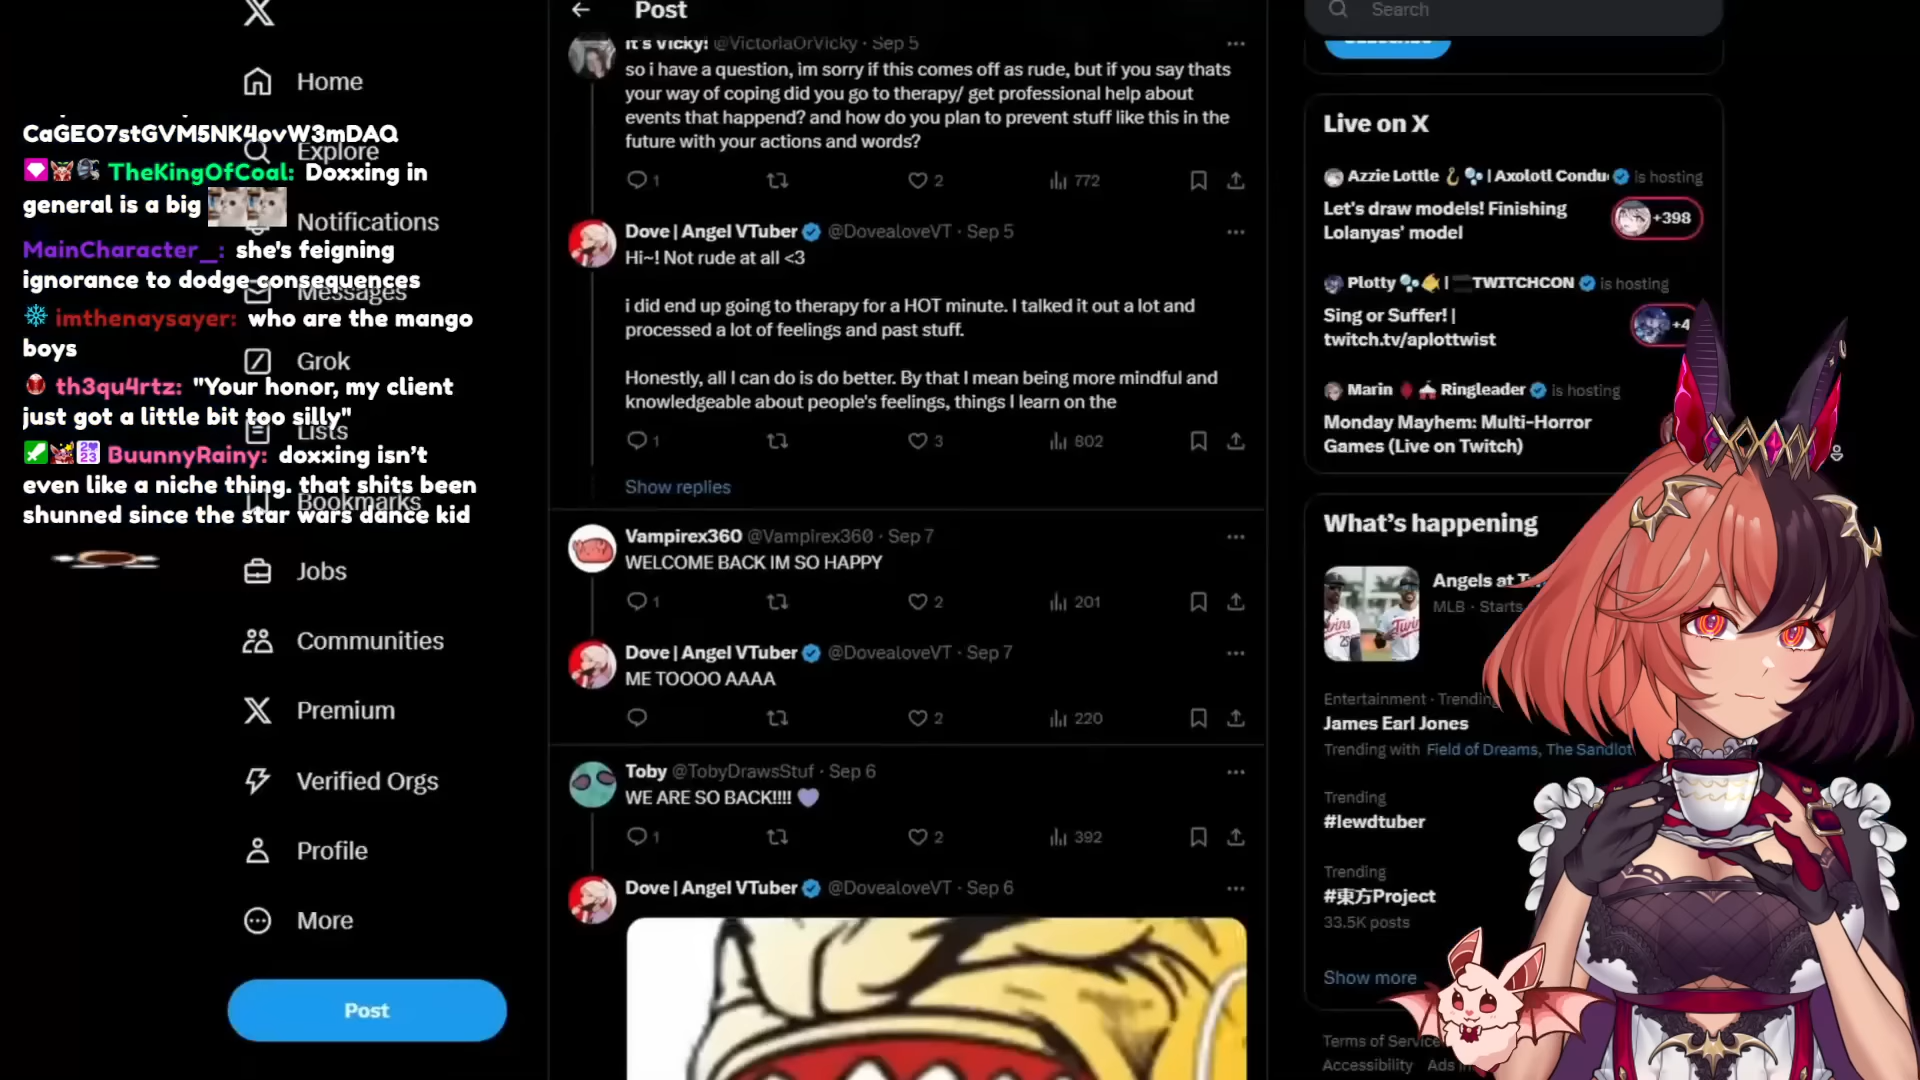 Home
Explore
Notifications
Messages
Grok
Lists
Bookmarks
Jobs
Communities
Premium
Verified Orgs
Profile
More
Post
CaGEO7stGVM5NK4ovW3mDAQ
TheKingOfCoal: Doxxing in
general is a big
MainCharacter_: she's feigning
ignorance to dodge consequences
imthenaysayer: who are the mango
boys
th3qu4rtz: "Your honor, my client
just got a little bit too silly"
BuunnyRainy: doxxing isn't
even like a niche thing. that shits been
shunned since the star wars dance kid
Post
It's Vicky! @VictoriaOrVicky · Sep 5
so i have a question, im sorry if this comes off as rude, but if you say thats
your way of coping did you go to therapy/ get professional help about
events that happend? and how do you plan to prevent stuff like this in the
future with your actions and words?
1 2 772
Dove | Angel VTuber @DovealoveVT · Sep 5
Hi~! Not rude at all <3
i did end up going to therapy for a HOT minute. I talked it out a lot and
processed a lot of feelings and past stuff.
Honestly, all I can do is do better. By that I mean being more mindful and
knowledgeable about people's feelings, things I learn on the
1 3 802
Show replies
Vampirex360 @Vampirex360 · Sep 7
WELCOME BACK IM SO HAPPY
1 2 201
Dove | Angel VTuber @DovealoveVT · Sep 7
ME TOOOO AAAA
2 220
Toby @TobyDrawsStuf · Sep 6
WE ARE SO BACK!!!!
1 2 392
Dove | Angel VTuber @DovealoveVT · Sep 6
Search
Subscribe
Live on X
Azzie Lottle | Axolotl Condu is hosting
Let's draw models! Finishing
Lolanyas' model
+398
Plotty | TWITCHCON is hosting
Sing or Suffer! |
twitch.tv/aplottwist
+4
Marin Ringleader is hosting
Monday Mayhem: Multi-Horror
Games (Live on Twitch)
What's happening
Angels at
MLB · Starts
Entertainment · Trending
James Earl Jones
Trending with Field of Dreams, The Sandlot
Trending
#lewdtuber
Trending
#東方Project
33.5K posts
Show more
Terms of Service
Accessibility Ads